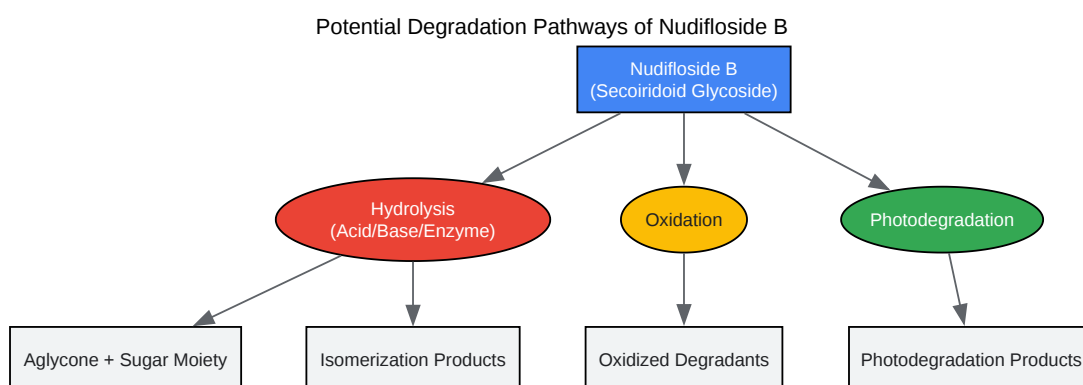 Potential Degradation Pathways of Nudifloside B
Nudifloside B
(Secoiridoid Glycoside)
Hydrolysis
(Acid/Base/Enzyme)
Oxidation
Photodegradation
Aglycone + Sugar Moiety
Isomerization Products
Oxidized Degradants
Photodegradation Products